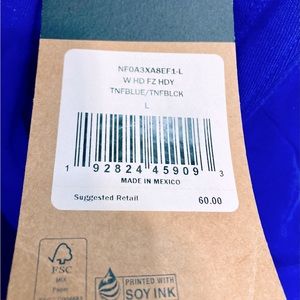 NF0A3XA8EF1-L
W HD FZ HDY
TNFBLUE/TNFBLCK
L
1 92824 45909 3
MADE IN MEXICO
Suggested Retail 60.00
FSC
MIX
Paper
PRINTED WITH
SOY INK